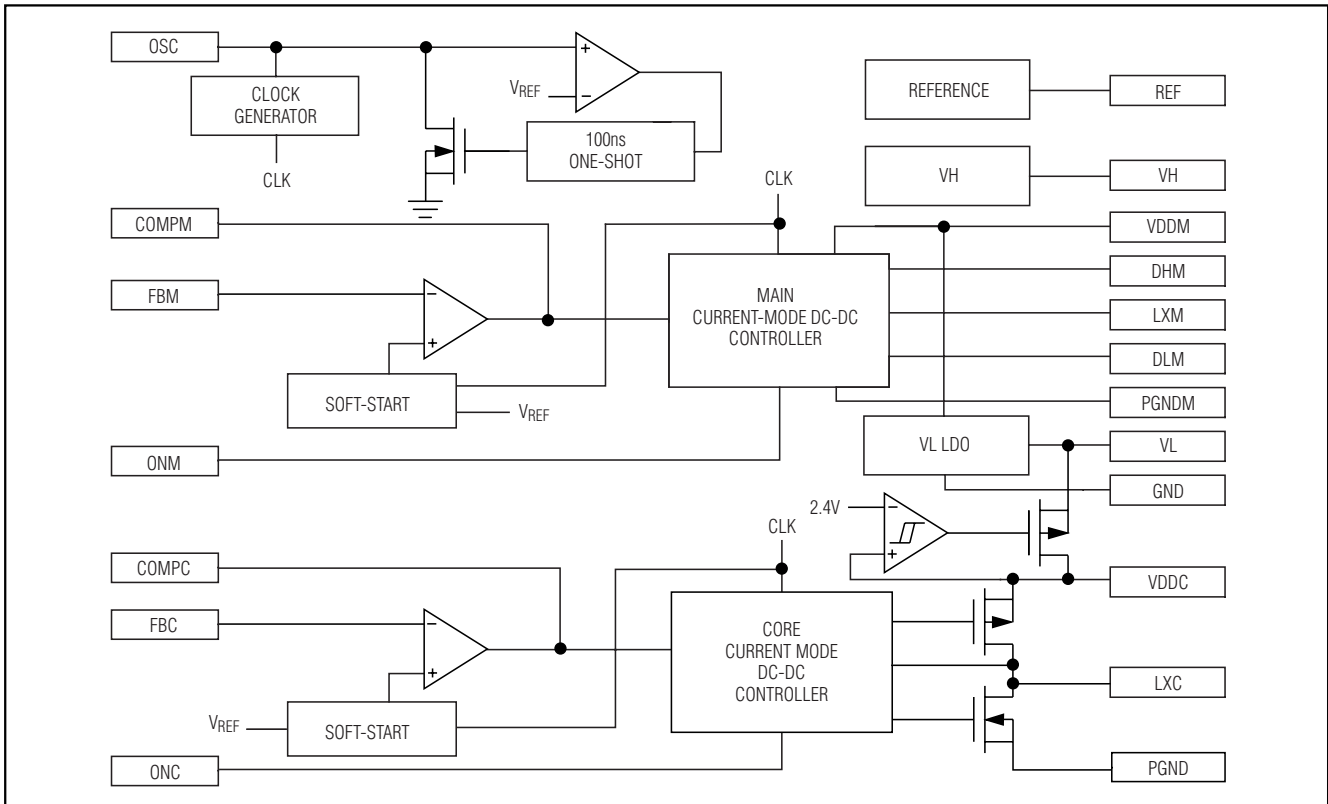 OSC
CLOCK
GENERATOR
CLK
VREF
+
−
100ns
ONE-SHOT
REFERENCE
REF
VH
VH
COMPM
FBM
−
+
SOFT-START
VREF
ONM
CLK
MAIN
CURRENT-MODE DC-DC
CONTROLLER
VDDM
DHM
LXM
DLM
PGNDM
VL LDO
VL
GND
2.4V
−
+
COMPC
FBC
−
+
VREF
SOFT-START
ONC
CLK
CORE
CURRENT MODE
DC-DC
CONTROLLER
VDDC
LXC
PGND